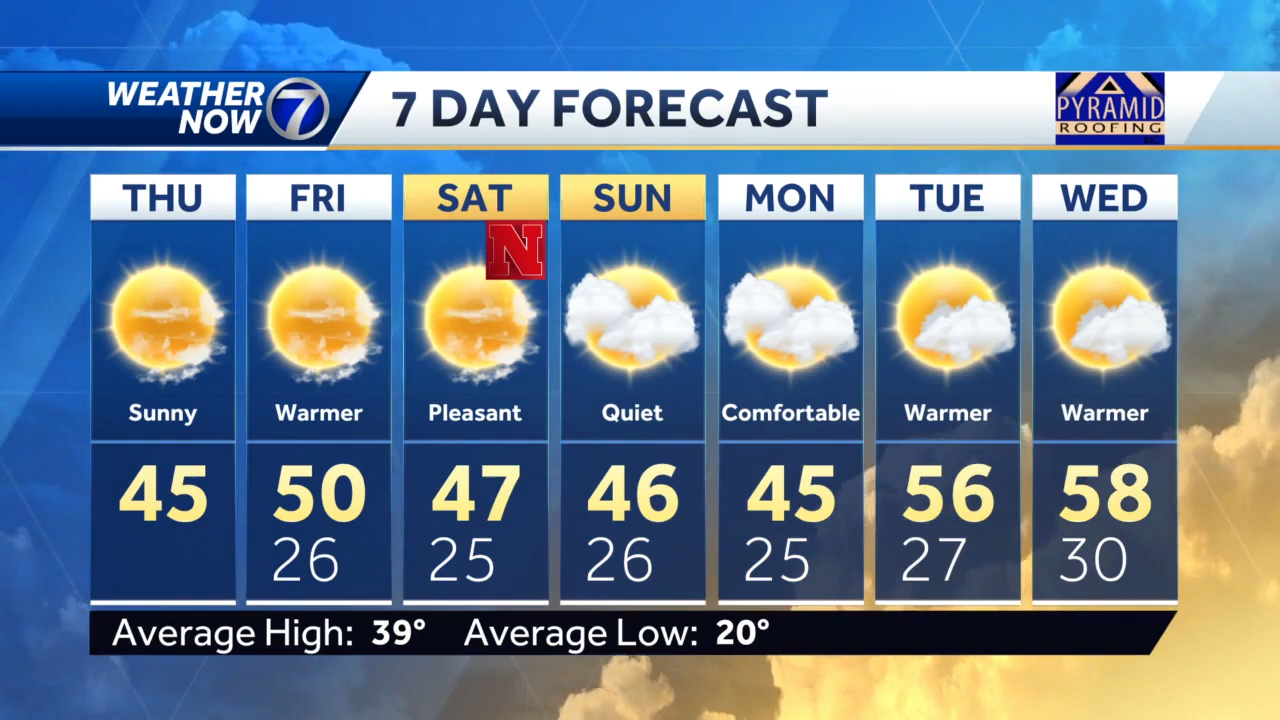 WEATHER
NOW 7
7 DAY FORECAST
PYRAMID
ROOFING
THU FRI SAT SUN MON TUE WED
N
Sunny Warmer Pleasant Quiet Comfortable Warmer Warmer
45 50 47 46 45 56 58
26 25 26 25 27 30
Average High: 39° Average Low: 20°